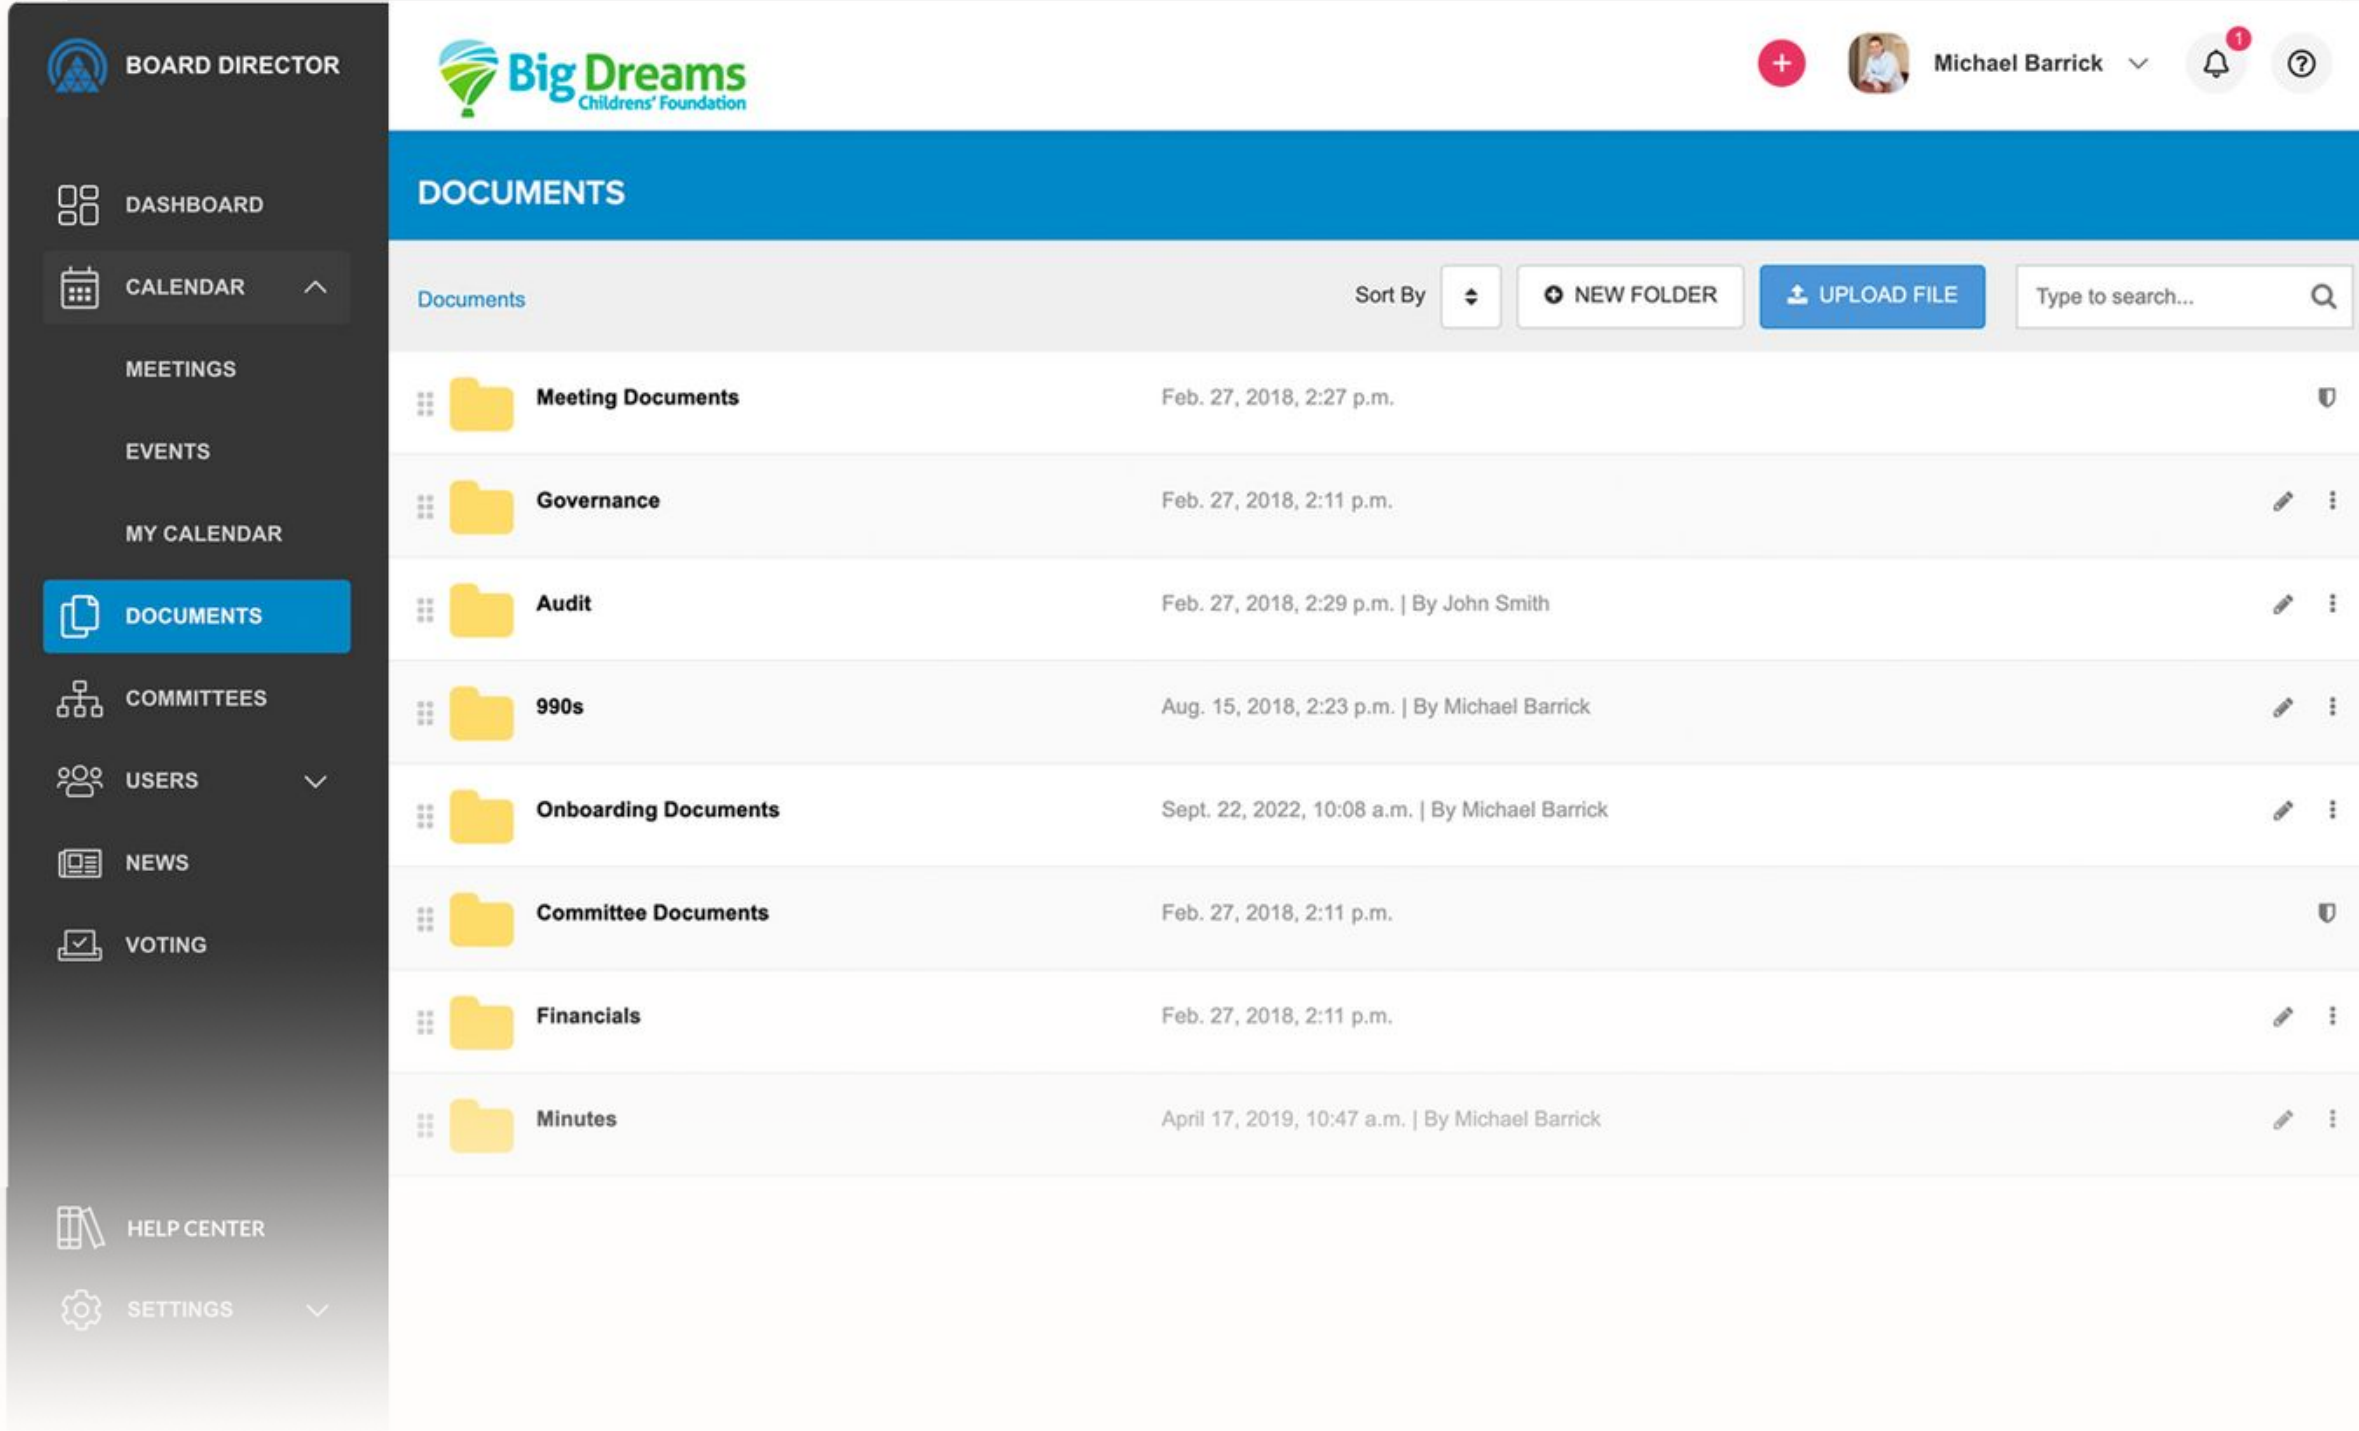 BOARD DIRECTOR
Big Dreams
Childrens' Foundation
Michael Barrick
1
DASHBOARD
CALENDAR
MEETINGS
EVENTS
MY CALENDAR
DOCUMENTS
COMMITTEES
USERS
NEWS
VOTING
HELP CENTER
SETTINGS
DOCUMENTS
Documents
Sort By
NEW FOLDER
UPLOAD FILE
Type to search...
Meeting Documents Feb. 27, 2018, 2:27 p.m.
Governance Feb. 27, 2018, 2:11 p.m.
Audit Feb. 27, 2018, 2:29 p.m. | By John Smith
990s Aug. 15, 2018, 2:23 p.m. | By Michael Barrick
Onboarding Documents Sept. 22, 2022, 10:08 a.m. | By Michael Barrick
Committee Documents Feb. 27, 2018, 2:11 p.m.
Financials Feb. 27, 2018, 2:11 p.m.
Minutes April 17, 2019, 10:47 a.m. | By Michael Barrick